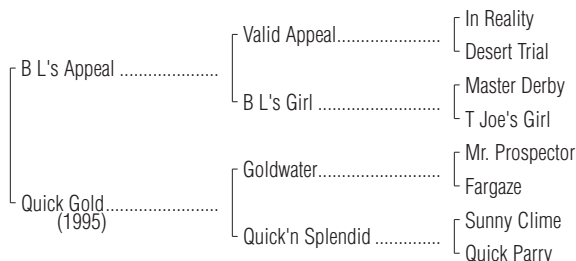 In Reality
Valid Appeal........................
Desert Trial
B L's Appeal ......................
Master Derby
B L's Girl ............................
T Joe's Girl
Mr. Prospector
Goldwater............................
Fargaze
Quick Gold.........................
(1995)
Sunny Clime
Quick'n Splendid ...............
Quick Parry